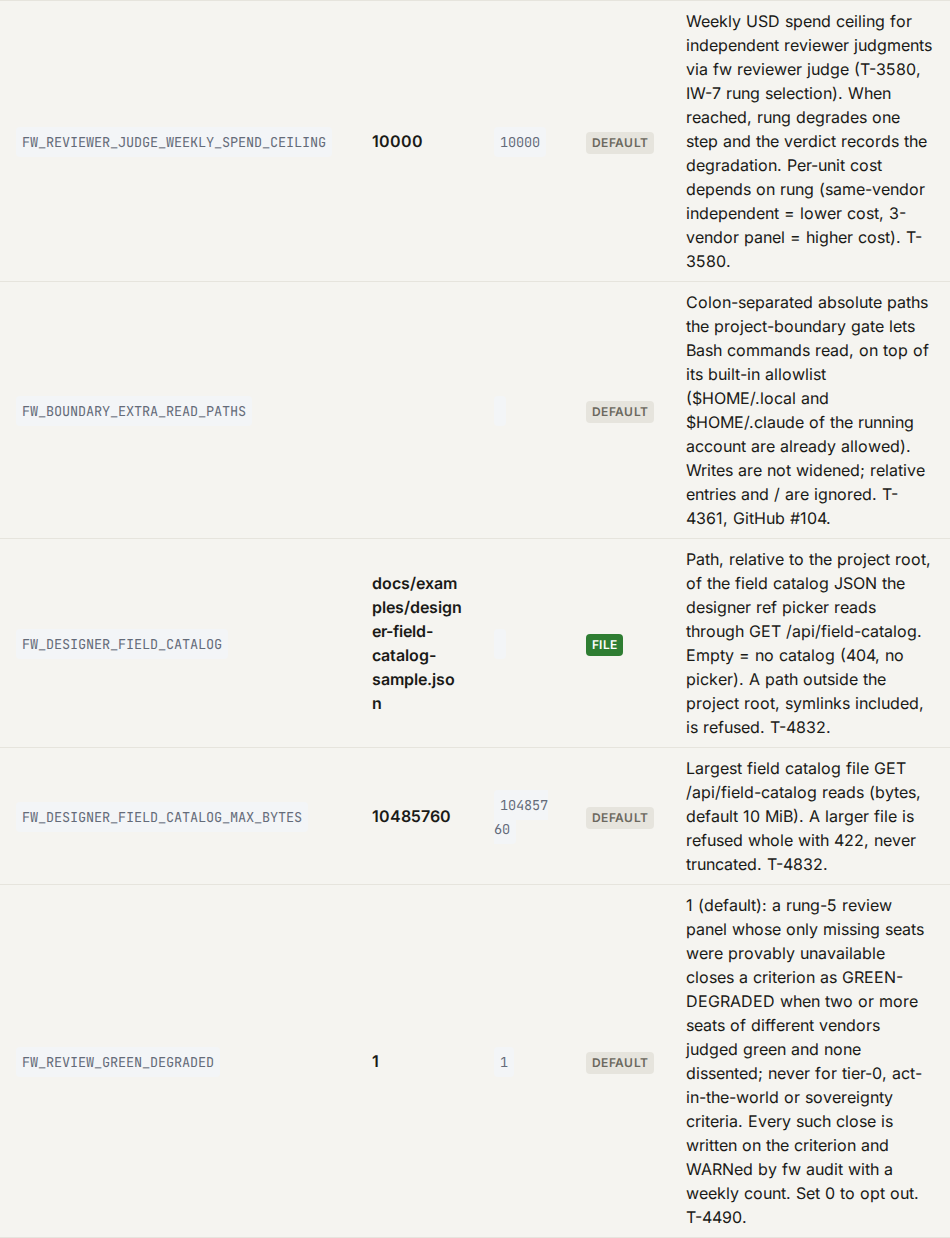 Weekly USD spend ceiling for
independent reviewer judgments
via fw reviewer judge (T-3580,
IW-7 rung selection). When
reached, rung degrades one
FW_REVIEWER_JUDGE_WEEKLY_SPEND_CEILING 10000 10000 DEFAULT step and the verdict records the
degradation. Per-unit cost
depends on rung (same-vendor
independent = lower cost, 3-
vendor panel = higher cost). T-
3580.
Colon-separated absolute paths
the project-boundary gate lets
Bash commands read, on top of
its built-in allowlist
($HOME/.local and
FW_BOUNDARY_EXTRA_READ_PATHS DEFAULT $HOME/.claude of the running
account are already allowed).
Writes are not widened; relative
entries and / are ignored. T-
4361, GitHub #104.
Path, relative to the project root,
docs/exam of the field catalog JSON the
ples/design designer ref picker reads
er-field- through GET /api/field-catalog.
FW_DESIGNER_FIELD_CATALOG catalog- FILE Empty = no catalog (404, no
sample.jso picker). A path outside the
n project root, symlinks included,
is refused. T-4832.
Largest field catalog file GET
/api/field-catalog reads (bytes,
FW_DESIGNER_FIELD_CATALOG_MAX_BYTES 10485760 104857 DEFAULT default 10 MiB). A larger file is
60 refused whole with 422, never
truncated. T-4832.
1 (default): a rung-5 review
panel whose only missing seats
were provably unavailable
closes a criterion as GREEN-
DEGRADED when two or more
seats of different vendors
FW_REVIEW_GREEN_DEGRADED 1 1 DEFAULT judged green and none
dissented; never for tier-0, act-
in-the-world or sovereignty
criteria. Every such close is
written on the criterion and
WARNed by fw audit with a
weekly count. Set 0 to opt out.
T-4490.